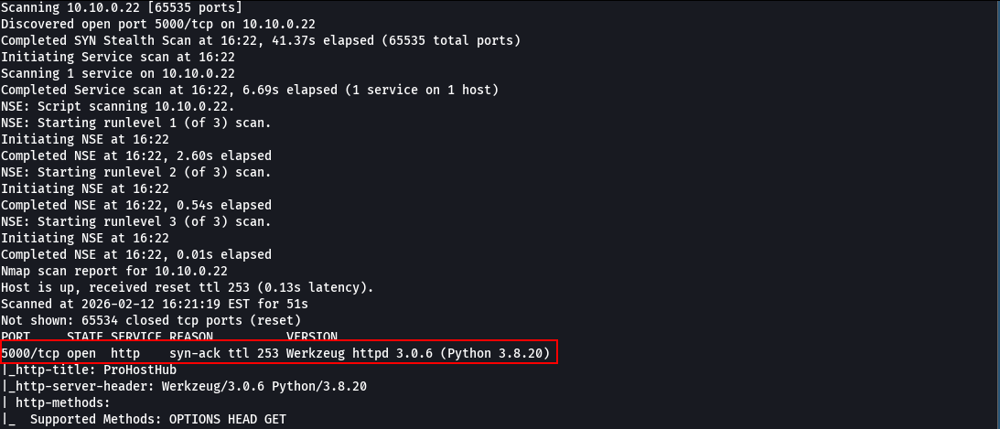 Scanning 10.10.0.22 [65535 ports]
Discovered open port 5000/tcp on 10.10.0.22
Completed SYN Stealth Scan at 16:22, 41.37s elapsed (65535 total ports)
Initiating Service scan at 16:22
Scanning 1 service on 10.10.0.22
Completed Service scan at 16:22, 6.69s elapsed (1 service on 1 host)
NSE: Script scanning 10.10.0.22.
NSE: Starting runlevel 1 (of 3) scan.
Initiating NSE at 16:22
Completed NSE at 16:22, 2.60s elapsed
NSE: Starting runlevel 2 (of 3) scan.
Initiating NSE at 16:22
Completed NSE at 16:22, 0.54s elapsed
NSE: Starting runlevel 3 (of 3) scan.
Initiating NSE at 16:22
Completed NSE at 16:22, 0.01s elapsed
Nmap scan report for 10.10.0.22
Host is up, received reset ttl 253 (0.13s latency).
Scanned at 2026-02-12 16:21:19 EST for 51s
Not shown: 65534 closed tcp ports (reset)
PORT     STATE SERVICE REASON         VERSION
5000/tcp open  http    syn-ack ttl 253 Werkzeug httpd 3.0.6 (Python 3.8.20)
|_http-title: ProHostHub
|_http-server-header: Werkzeug/3.0.6 Python/3.8.20
| http-methods:
|_  Supported Methods: OPTIONS HEAD GET